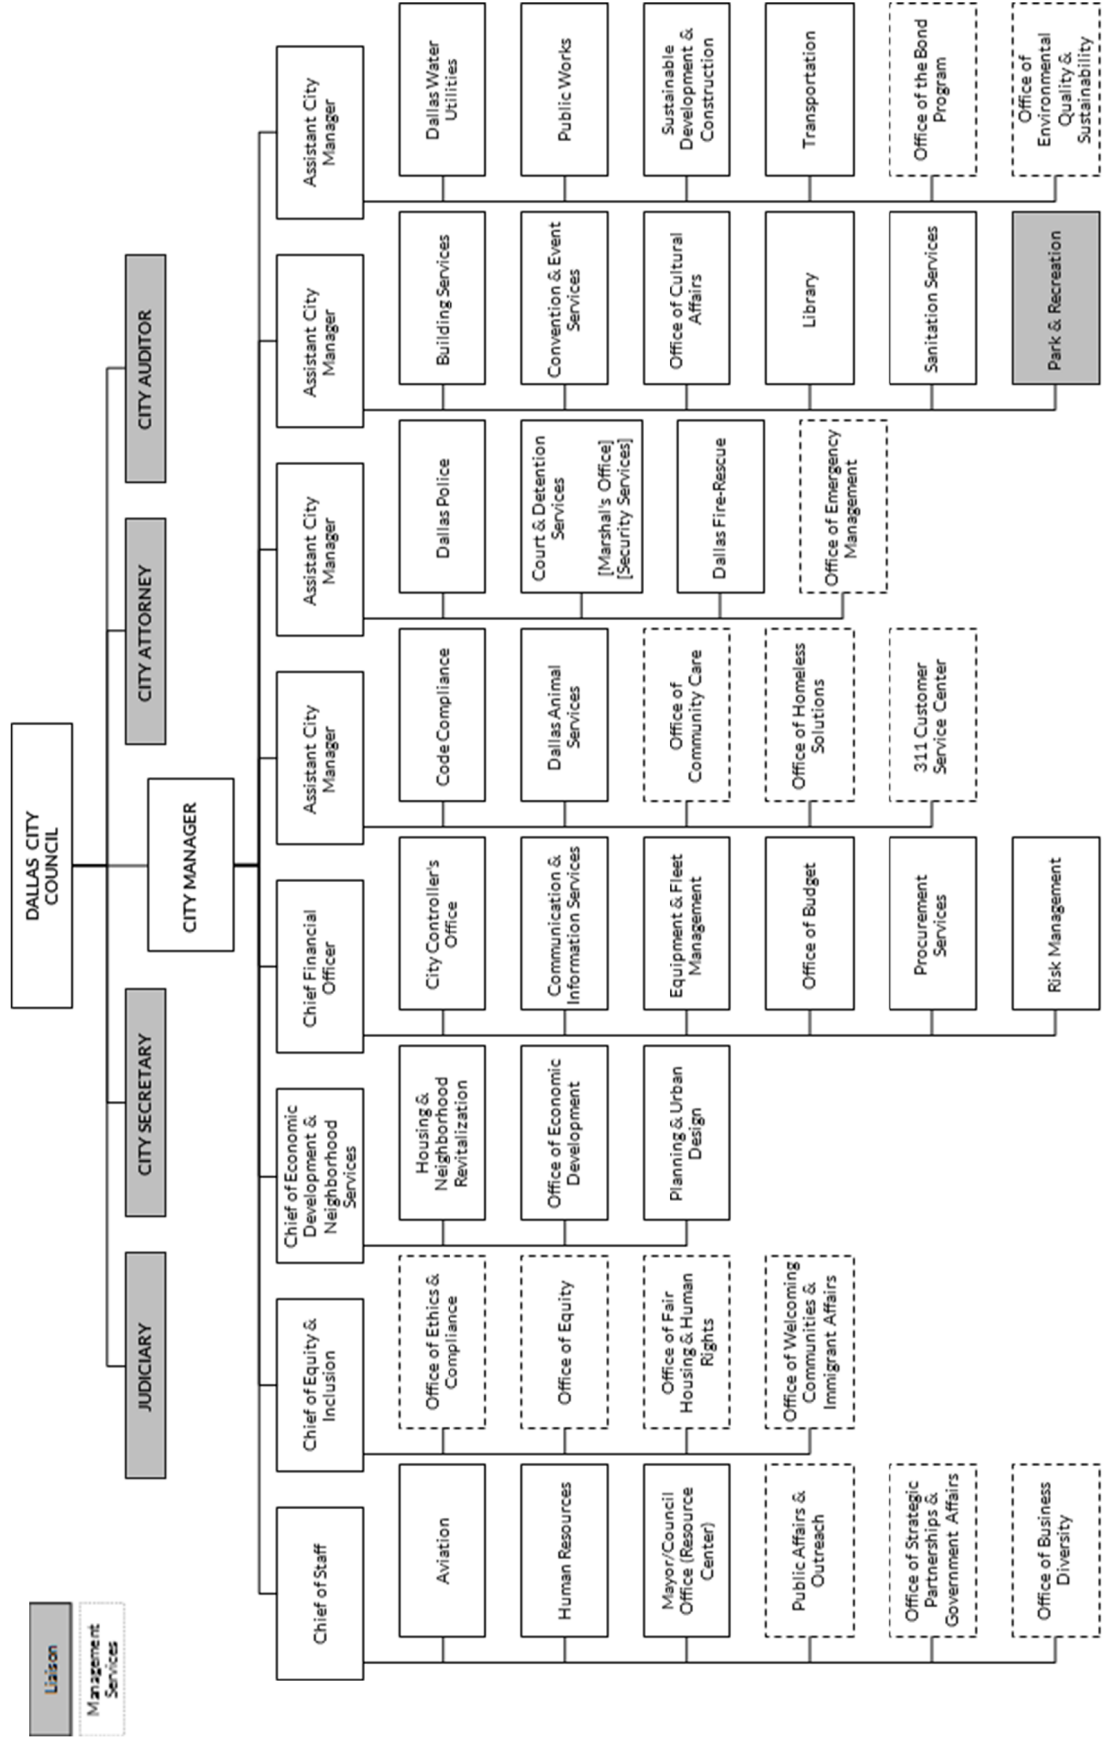 Liaison
Management
Services
DALLAS CITY
COUNCIL
JUDICIARY
CITY SECRETARY
CITY ATTORNEY
CITY AUDITOR
CITY MANAGER
Chief of Staff
Aviation
Human Resources
Mayor/Council
Office (Resource
Center)
Public Affairs &
Outreach
Office of Strategic
Partnerships &
Government Affairs
Office of Business
Diversity
Chief of Equity &
Inclusion
Office of Ethics &
Compliance
Office of Equity
Office of Fair
Housing & Human
Rights
Office of Welcoming
Communities &
Immigrant Affairs
Chief of Economic
Development &
Neighborhood
Services
Housing &
Neighborhood
Revitalization
Office of Economic
Development
Planning & Urban
Design
Chief Financial
Officer
City Controller's
Office
Communication &
Information Services
Equipment & Fleet
Management
Office of Budget
Procurement
Services
Risk Management
Assistant City
Manager
Code Compliance
Dallas Animal
Services
Office of
Community Care
Office of Homeless
Solutions
311 Customer
Service Center
Assistant City
Manager
Dallas Police
Court & Detention
Services
[Marshal's Office]
[Security Services]
Dallas Fire-Rescue
Office of Emergency
Management
Assistant City
Manager
Building Services
Convention & Event
Services
Office of Cultural
Affairs
Library
Sanitation Services
Park & Recreation
Assistant City
Manager
Dallas Water
Utilities
Public Works
Sustainable
Development &
Construction
Transportation
Office of the Bond
Program
Office of
Environmental
Quality &
Sustainability